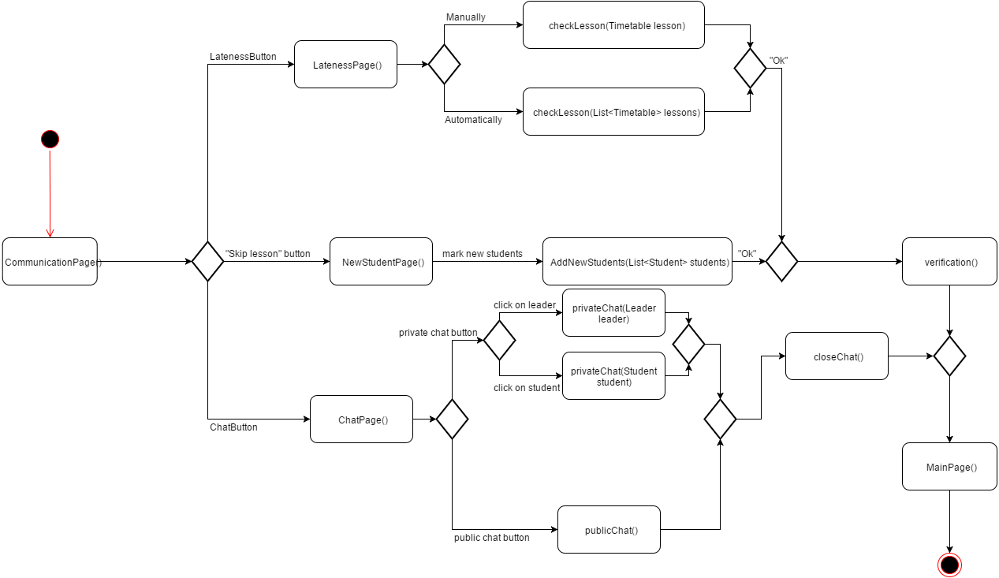 Manually
checkLesson(Timetable lesson)
LatenessButton
LatenessPage()
"Ok"
Automatically
checkLesson(List<Timetable> lessons)
CommunicationPage()
"Skip lesson" button
NewStudentPage()
mark new students
AddNewStudents(List<Student> students)
"Ok"
verification()
click on leader
privateChat(Leader
leader)
private chat button
closeChat()
privateChat(Student
student)
click on student
ChatButton
ChatPage()
MainPage()
public chat button
publicChat()